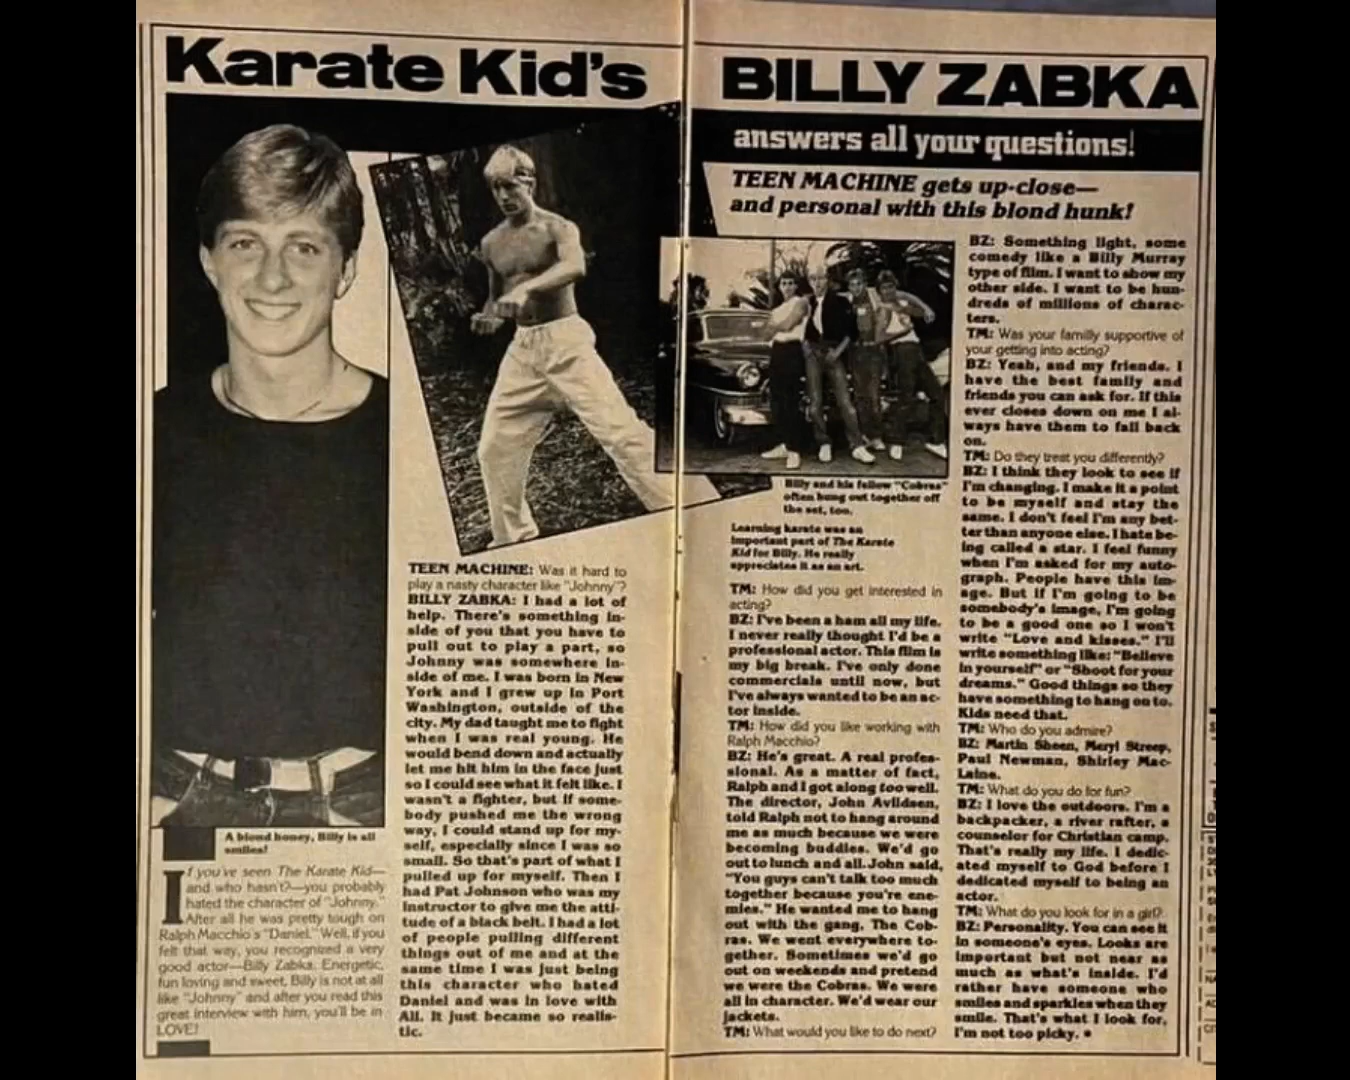 Karate Kid's BILLY ZABKA
answers all your questions!
TEEN MACHINE gets up-close—
and personal with this blond hunk!
A blond honey, Billy is all
smiles!
If you've seen The Karate Kid—
and who hasn't?—you probably
hated the character of "Johnny."
After all he was pretty tough on
Ralph Macchio's "Daniel." Well, if you
felt that way, you recognized a very
good actor—Billy Zabka. Energetic,
fun loving and sweet, Billy is not at all
like "Johnny" and after you read this
great interview with him, you'll be in
LOVE!
TEEN MACHINE: Was it hard to
play a nasty character like "Johnny"?
BILLY ZABKA: I had a lot of
help. There's something in-
side of you that you have to
pull out to play a part, so
Johnny was somewhere in-
side of me. I was born in New
York and I grew up in Port
Washington, outside of the
city. My dad taught me to fight
when I was real young. He
would bend down and actually
let me hit him in the face just
so I could see what it felt like. I
wasn't a fighter, but if some-
body pushed me the wrong
way, I could stand up for my-
self, especially since I was so
small. So that's part of what I
pulled up for myself. Then I
had Pat Johnson who was my
instructor to give me the atti-
tude of a black belt. I had a lot
of people pulling different
things out of me and at the
same time I was just being
this character who hated
Daniel and was in love with
Ali. It just became so realis-
tic.
Billy and his fellow "Cobras"
often hung out together off
the set, too.
Learning karate was an
important part of The Karate
Kid for Billy. He really
appreciates it as an art.
TM: How did you get interested in
acting?
BZ: I've been a ham all my life.
I never really thought I'd be a
professional actor. This film is
my big break. I've only done
commercials until now, but
I've always wanted to be an ac-
tor inside.
TM: How did you like working with
Ralph Macchio?
BZ: He's great. A real profes-
sional. As a matter of fact,
Ralph and I got along too well.
The director, John Avildsen,
told Ralph not to hang around
me as much because we were
becoming buddies. We'd go
out to lunch and all. John said,
"You guys can't talk too much
together because you're ene-
mies." He wanted me to hang
out with the gang, The Cob-
ras. We went everywhere to-
gether. Sometimes we'd go
out on weekends and pretend
we were the Cobras. We were
all in character. We'd wear our
jackets.
TM: What would you like to do next?
BZ: Something light, some
comedy like a Billy Murray
type of film. I want to show my
other side. I want to be hun-
dreds of millions of charac-
ters.
TM: Was your familly supportive of
your getting into acting?
BZ: Yeah, and my friends. I
have the best family and
friends you can ask for. If this
ever closes down on me I al-
ways have them to fall back
on.
TM: Do they treat you differently?
BZ: I think they look to see if
I'm changing. I make it a point
to be myself and stay the
same. I don't feel I'm any bet-
ter than anyone else. I hate be-
ing called a star. I feel funny
when I'm asked for my auto-
graph. People have this im-
age. But if I'm going to be
somebody's image, I'm going
to be a good one so I won't
write "Love and kisses." I'll
write something like: "Believe
in yourself" or "Shoot for your
dreams." Good things so they
have something to hang on to.
Kids need that.
TM: Who do you admire?
BZ: Martin Sheen, Meryl Streep,
Paul Newman, Shirley Mac-
Laine.
TM: What do you do for fun?
BZ: I love the outdoors. I'm a
backpacker, a river rafter, a
counselor for Christian camp.
That's really my life. I dedic-
ated myself to God before I
dedicated myself to being an
actor.
TM: What do you look for in a girl?
BZ: Personality. You can see it
in someone's eyes. Looks are
important but not near as
much as what's inside. I'd
rather have someone who
smiles and sparkles when they
smile. That's what I look for,
I'm not too picky.